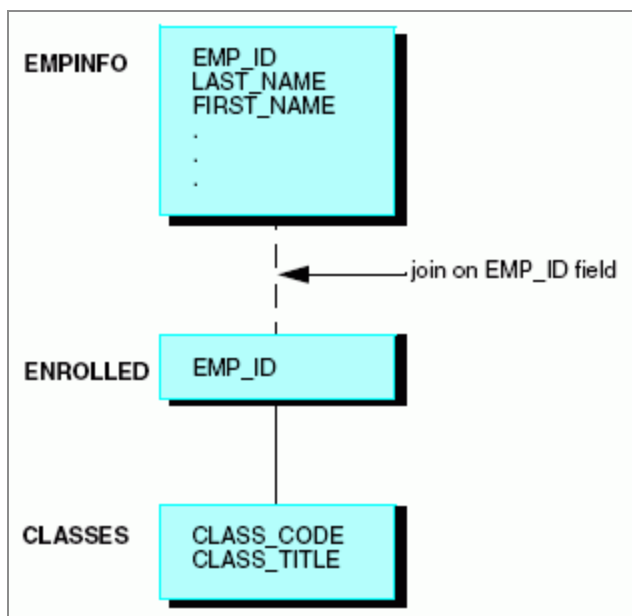 EMPINFO
EMP_ID
LAST_NAME
FIRST_NAME
.
.
.
join on EMP_ID field
ENROLLED
EMP_ID
CLASSES
CLASS_CODE
CLASS_TITLE